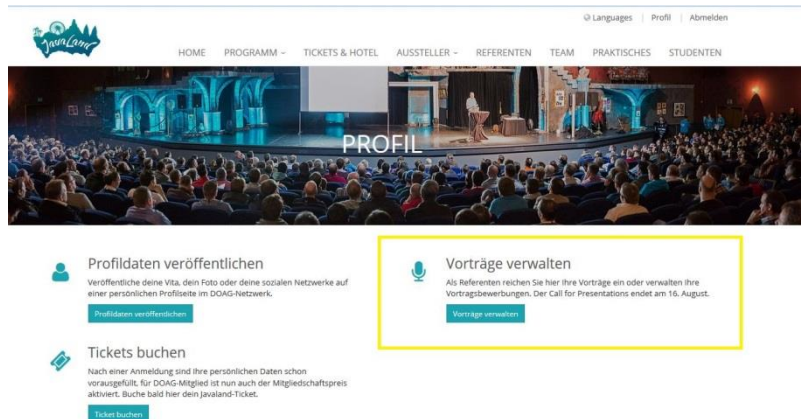 JavaLand
Languages | Profil | Abmelden
HOME PROGRAMM TICKETS & HOTEL AUSSTELLER REFERENTEN TEAM PRAKTISCHES STUDENTEN
PROFIL
Profildaten veröffentlichen
Veröffentliche deine Vita, dein Foto oder deine sozialen Netzwerke auf
einer persönlichen Profilseite im DOAG-Netzwerk.
Profildaten veröffentlichen
Vorträge verwalten
Als Referenten reichen Sie hier Ihre Vorträge ein oder verwalten Ihre
Vortragsbewerbungen. Der Call for Presentations endet am 16. August.
Vorträge verwalten
Tickets buchen
Nach einer Anmeldung sind Ihre persönlichen Daten schon
vorausgefüllt, für DOAG-Mitglied ist nun auch der Mitgliedschaftspreis
aktiviert. Buche bald hier dein Javaland-Ticket.
Ticket buchen